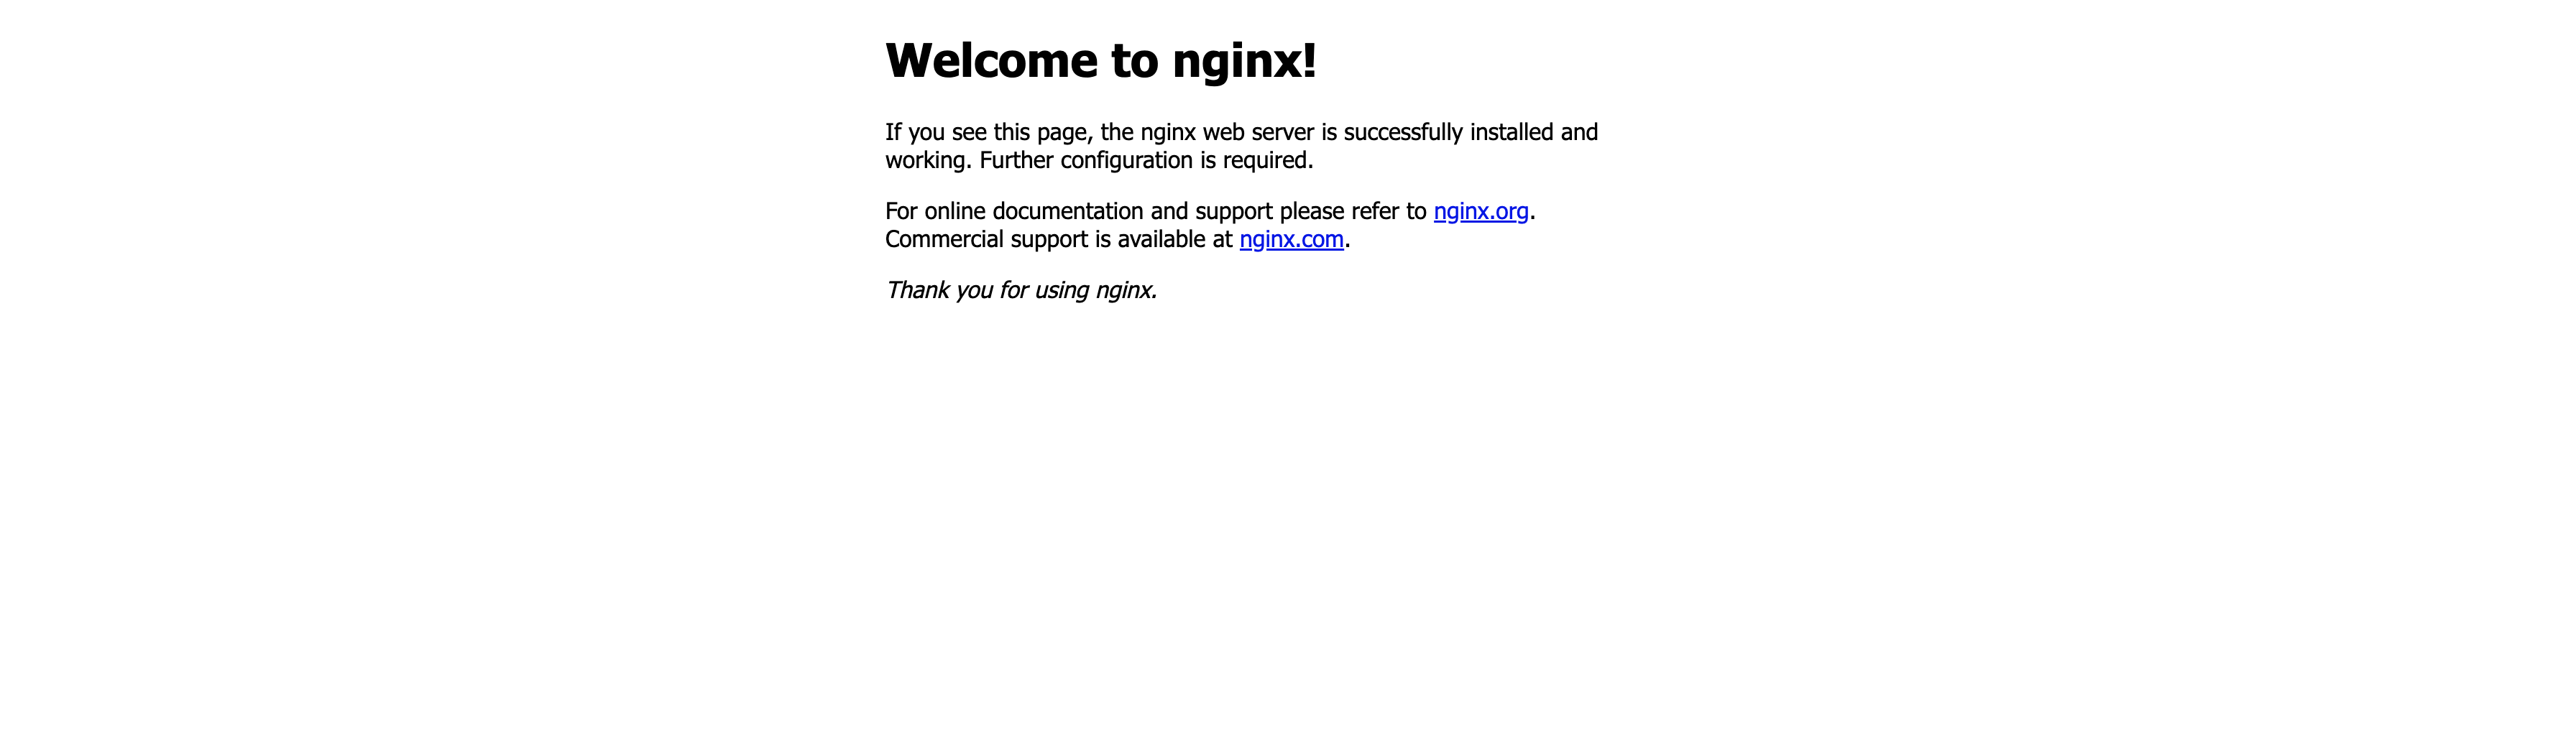 Welcome to nginx!
If you see this page, the nginx web server is successfully installed and
working. Further configuration is required.
For online documentation and support please refer to nginx.org.
Commercial support is available at nginx.com.
Thank you for using nginx.